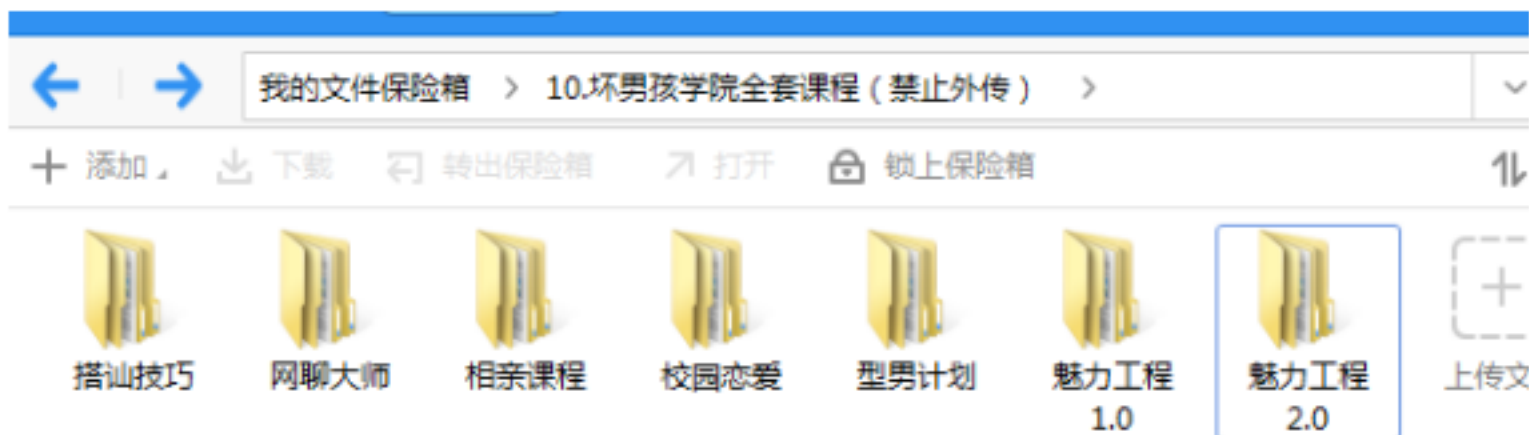 我的文件保险箱 > 10.坏男孩学院全套课程（禁止外传） >
添加 下载 转出保险箱 打开 锁上保险箱
搭讪技巧 网聊大师 相亲课程 校园恋爱 型男计划 魅力工程 魅力工程 上传文
1.0 2.0